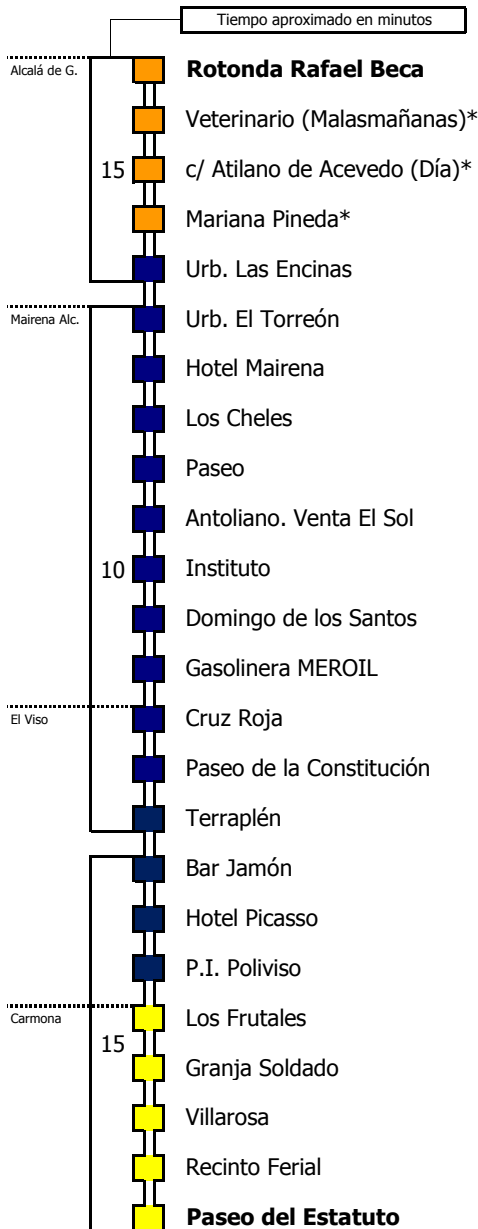 Tiempo aproximado en minutos
Alcalá de G.
Rotonda Rafael Beca
Veterinario (Malasmañanas)*
15
c/ Atilano de Acevedo (Día)*
Mariana Pineda*
Urb. Las Encinas
Mairena Alc.
Urb. El Torreón
Hotel Mairena
Los Cheles
Paseo
Antoliano. Venta El Sol
10
Instituto
Domingo de los Santos
Gasolinera MEROIL
El Viso
Cruz Roja
Paseo de la Constitución
Terraplén
Bar Jamón
Hotel Picasso
P.I. Poliviso
Carmona
Los Frutales
15
Granja Soldado
Villarosa
Recinto Ferial
Paseo del Estatuto